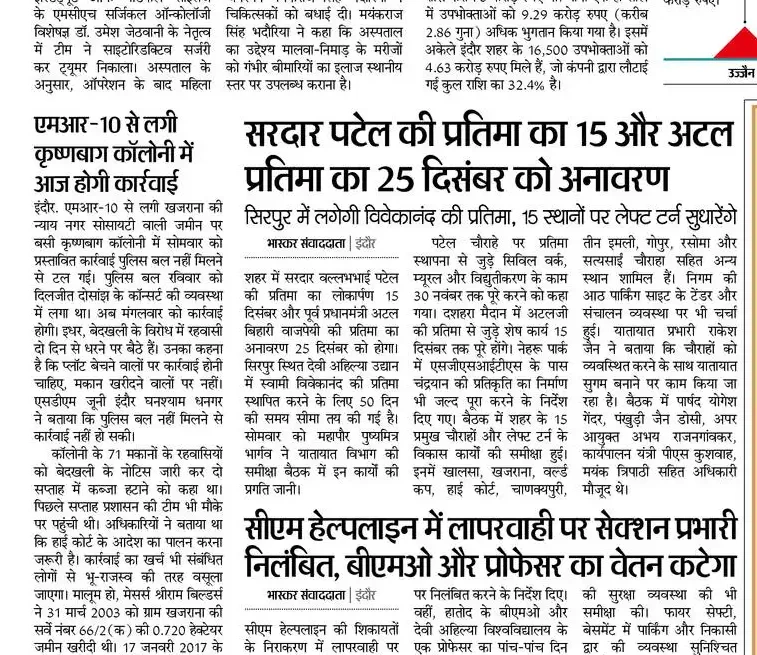 के एमसीएच सर्जिकल ऑन्कोलॉजी
विशेषज्ञ डॉ. उमेश जेठवानी के नेतृत्व
में टीम ने साइटोरिडक्टिव सर्जरी
कर ट्यूमर निकाला। अस्पताल के
अनुसार, ऑपरेशन के बाद महिला
चिकित्सकों को बधाई दी। मयंकराज
सिंह भदौरिया ने कहा कि अस्पताल
का उद्देश्य मालवा-निमाड़ के मरीजों
को गंभीर बीमारियों का इलाज स्थानीय
स्तर पर उपलब्ध कराना है।
में उपभोक्ताओं को 9.29 करोड़ रुपए (करीब
2.86 गुना) अधिक भुगतान किया गया है। इसमें
अकेले इंदौर शहर के 16,500 उपभोक्ताओं को
4.63 करोड़ रुपए मिले हैं, जो कंपनी द्वारा लौटाई
गई कुल राशि का 32.4% है।
उज्जैन
एमआर-10 से लगी
कृष्णबाग कॉलोनी में
आज होगी कार्रवाई
इंदौर. एमआर-10 से लगी खजराना की
न्याय नगर सोसायटी वाली जमीन पर
बसी कृष्णबाग कॉलोनी में सोमवार को
प्रस्तावित कार्रवाई पुलिस बल नहीं मिलने
से टल गई। पुलिस बल रविवार को
दिलजीत दोसांझ के कॉन्सर्ट की व्यवस्था
में लगा था। अब मंगलवार को कार्रवाई
होगी। इधर, बेदखली के विरोध में रहवासी
दो दिन से धरने पर बैठे हैं। उनका कहना
है कि प्लॉट बेचने वालों पर कार्रवाई होनी
चाहिए, मकान खरीदने वालों पर नहीं।
एसडीएम जूनी इंदौर घनश्याम धनगर
ने बताया कि पुलिस बल नहीं मिलने से
कार्रवाई नहीं हो सकी।
कॉलोनी के 71 मकानों के रहवासियों
को बेदखली के नोटिस जारी कर दो
सप्ताह में कब्जा हटाने को कहा था।
पिछले सप्ताह प्रशासन की टीम भी मौके
पर पहुंची थी। अधिकारियों ने बताया था
कि हाई कोर्ट के आदेश का पालन करना
जरूरी है। कार्रवाई का खर्च भी संबंधित
लोगों से भू-राजस्व की तरह वसूला
जाएगा। मालूम हो, मेसर्स श्रीराम बिल्डर्स
ने 31 मार्च 2003 को ग्राम खजराना की
सर्वे नंबर 66/2(क) की 0.720 हेक्टेयर
जमीन खरीदी थी। 17 जनवरी 2017 के
सरदार पटेल की प्रतिमा का 15 और अटल
प्रतिमा का 25 दिसंबर को अनावरण
सिरपुर में लगेगी विवेकानंद की प्रतिमा, 15 स्थानों पर लेफ्ट टर्न सुधारेंगे
भास्कर संवाददाता | इंदौर
शहर में सरदार वल्लभभाई पटेल
की प्रतिमा का लोकार्पण 15
दिसंबर और पूर्व प्रधानमंत्री अटल
बिहारी वाजपेयी की प्रतिमा का
अनावरण 25 दिसंबर को होगा।
सिरपुर स्थित देवी अहिल्या उद्यान
में स्वामी विवेकानंद की प्रतिमा
स्थापित करने के लिए 50 दिन
की समय सीमा तय की गई है।
सोमवार को महापौर पुष्यमित्र
भार्गव ने यातायात विभाग की
समीक्षा बैठक में इन कार्यों की
प्रगति जानी।
पटेल चौराहे पर प्रतिमा
स्थापना से जुड़े सिविल वर्क,
म्यूरल और विद्युतीकरण के काम
30 नवंबर तक पूरे करने को कहा
गया। दशहरा मैदान में अटलजी
की प्रतिमा से जुड़े शेष कार्य 15
दिसंबर तक पूरे होंगे। नेहरू पार्क
में एसजीएसआईटीएस के पास
चंद्रयान की प्रतिकृति का निर्माण
भी जल्द पूरा करने के निर्देश
दिए गए। बैठक में शहर के 15
प्रमुख चौराहों और लेफ्ट टर्न के
विकास कार्यों की समीक्षा हुई।
इनमें खालसा, खजराना, वर्ल्ड
कप, हाई कोर्ट, चाणक्यपुरी,
तीन इमली, गोपुर, रसोमा और
सत्यसाईं चौराहा सहित अन्य
स्थान शामिल हैं। निगम की
आठ पार्किंग साइट के टेंडर और
संचालन व्यवस्था पर भी चर्चा
हुई। यातायात प्रभारी राकेश
जैन ने बताया कि चौराहों को
व्यवस्थित करने के साथ यातायात
सुगम बनाने पर काम किया जा
रहा है। बैठक में पार्षद योगेश
गेंदर, पंखुड़ी जैन डोसी, अपर
आयुक्त अभय राजनगांवकर,
कार्यपालन यंत्री पीएस कुशवाह,
मयंक त्रिपाठी सहित अधिकारी
मौजूद थे।
सीएम हेल्पलाइन में लापरवाही पर सेक्शन प्रभारी
निलंबित, बीएमओ और प्रोफेसर का वेतन कटेगा
भास्कर संवाददाता | इंदौर
सीएम हेल्पलाइन की शिकायतों
के निराकरण में लापरवाही पर
पर निलंबित करने के निर्देश दिए।
वहीं, हातोद के बीएमओ और
देवी अहिल्या विश्वविद्यालय के
एक प्रोफेसर का पांच-पांच दिन
की सुरक्षा व्यवस्था की भी
समीक्षा की। फायर सेफ्टी,
बेसमेंट में पार्किंग और निकासी
द्वार की व्यवस्था सुनिश्चित